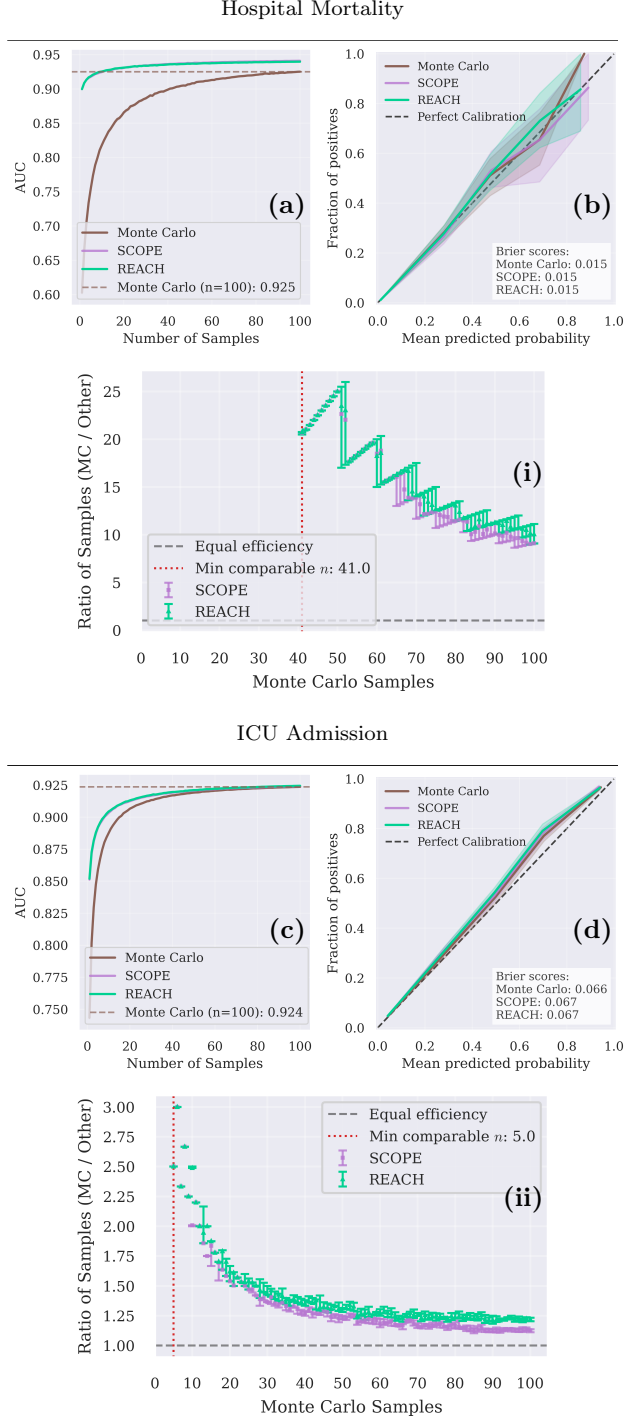 Hospital Mortality
0.95
0.90
0.85
0.80
0.75
0.70
0.65
0.60
AUC
(a)
Monte Carlo
SCOPE
REACH
Monte Carlo (n=100): 0.925
0 20 40 60 80 100
Number of Samples
1.0
0.8
0.6
0.4
0.2
0.0
Fraction of positives
Monte Carlo
SCOPE
REACH
Perfect Calibration
(b)
Brier scores:
Monte Carlo: 0.015
SCOPE: 0.015
REACH: 0.015
0.0 0.2 0.4 0.6 0.8 1.0
Mean predicted probability
25
20
15
10
5
0
Ratio of Samples (MC / Other)
(i)
Equal efficiency
Min comparable n: 41.0
SCOPE
REACH
0 10 20 30 40 50 60 70 80 90 100
Monte Carlo Samples
ICU Admission
0.925
0.900
0.875
0.850
0.825
0.800
0.775
0.750
AUC
(c)
Monte Carlo
SCOPE
REACH
Monte Carlo (n=100): 0.924
0 20 40 60 80 100
Number of Samples
1.0
0.8
0.6
0.4
0.2
0.0
Fraction of positives
Monte Carlo
SCOPE
REACH
Perfect Calibration
(d)
Brier scores:
Monte Carlo: 0.066
SCOPE: 0.067
REACH: 0.067
0.0 0.2 0.4 0.6 0.8 1.0
Mean predicted probability
3.00
2.75
2.50
2.25
2.00
1.75
1.50
1.25
1.00
Ratio of Samples (MC / Other)
Equal efficiency
Min comparable n: 5.0
SCOPE
REACH
(ii)
0 10 20 30 40 50 60 70 80 90 100
Monte Carlo Samples